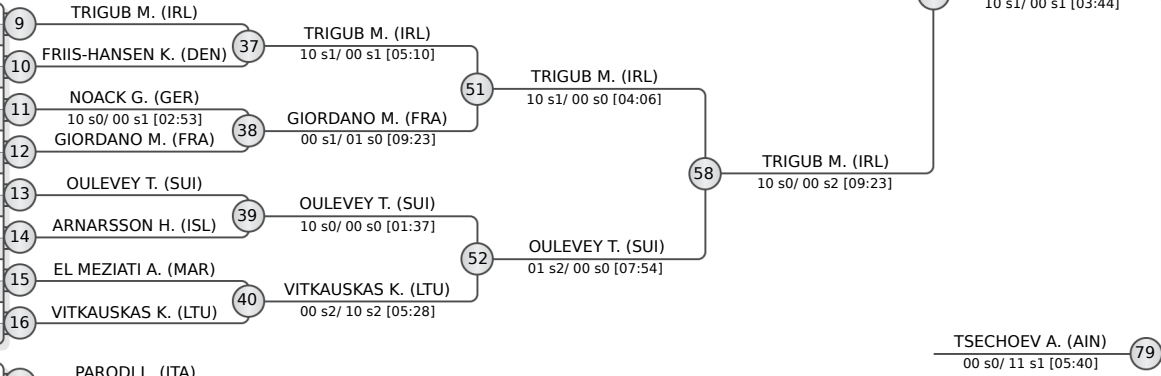 10 s1/ 00 s1 [03:44]
9
TRIGUB M. (IRL)
10
FRIIS-HANSEN K. (DEN)
37
TRIGUB M. (IRL)
10 s1/ 00 s1 [05:10]
11
NOACK G. (GER)
10 s0/ 00 s1 [02:53]
12
GIORDANO M. (FRA)
38
GIORDANO M. (FRA)
00 s1/ 01 s0 [09:23]
51
TRIGUB M. (IRL)
10 s1/ 00 s0 [04:06]
13
OULEVEY T. (SUI)
14
ARNARSSON H. (ISL)
39
OULEVEY T. (SUI)
10 s0/ 00 s0 [01:37]
15
EL MEZIATI A. (MAR)
16
VITKAUSKAS K. (LTU)
40
VITKAUSKAS K. (LTU)
00 s2/ 10 s2 [05:28]
52
OULEVEY T. (SUI)
01 s2/ 00 s0 [07:54]
58
TRIGUB M. (IRL)
10 s0/ 00 s2 [09:23]
TSECHOEV A. (AIN)
00 s0/ 11 s1 [05:40]
79
PARODI L. (ITA)